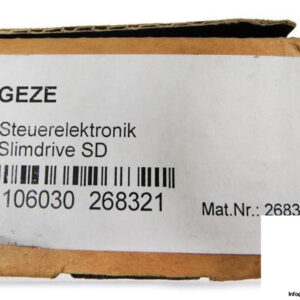 GEZE
Steuerelektronik
Slimdrive SD
106030 268321
Mat.Nr.: 2683